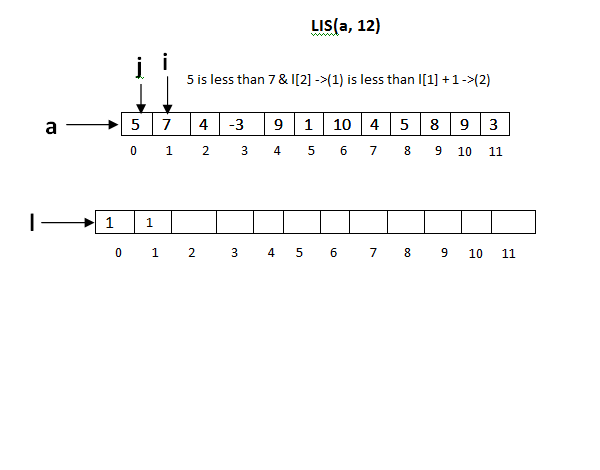 LIS(a, 12)
j i
5 is less than 7 & l[2] ->(1) is less than l[1] +1 ->(2)
a 5 7 4 -3 9 1 10 4 5 8 9 3
0 1 2 3 4 5 6 7 8 9 10 11
l 1 1
0 1 2 3 4 5 6 7 8 9 10 11